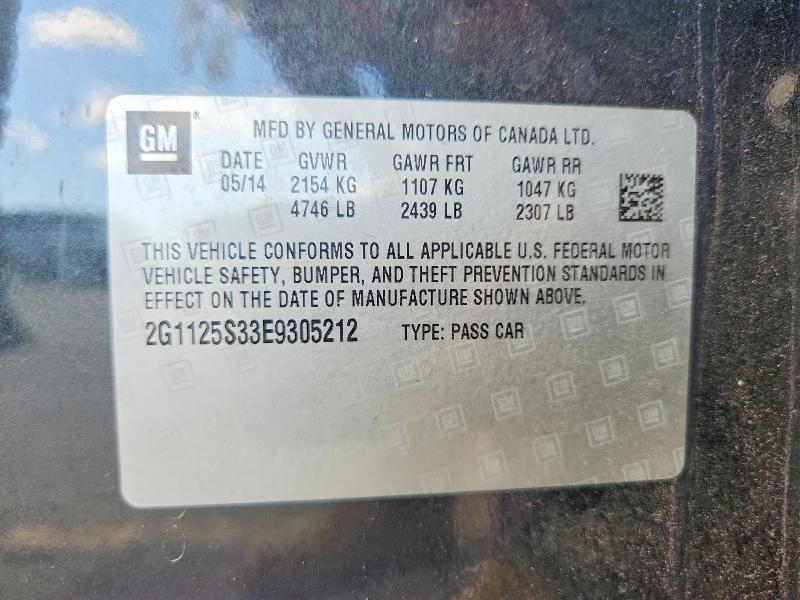 GM ®
MFD BY GENERAL MOTORS OF CANADA LTD.
DATE GVWR GAWR FRT GAWR RR
05/14 2154 KG 1107 KG 1047 KG
4746 LB 2439 LB 2307 LB
THIS VEHICLE CONFORMS TO ALL APPLICABLE U.S. FEDERAL MOTOR
VEHICLE SAFETY, BUMPER, AND THEFT PREVENTION STANDARDS IN
EFFECT ON THE DATE OF MANUFACTURE SHOWN ABOVE.
2G1125S33E9305212 TYPE: PASS CAR